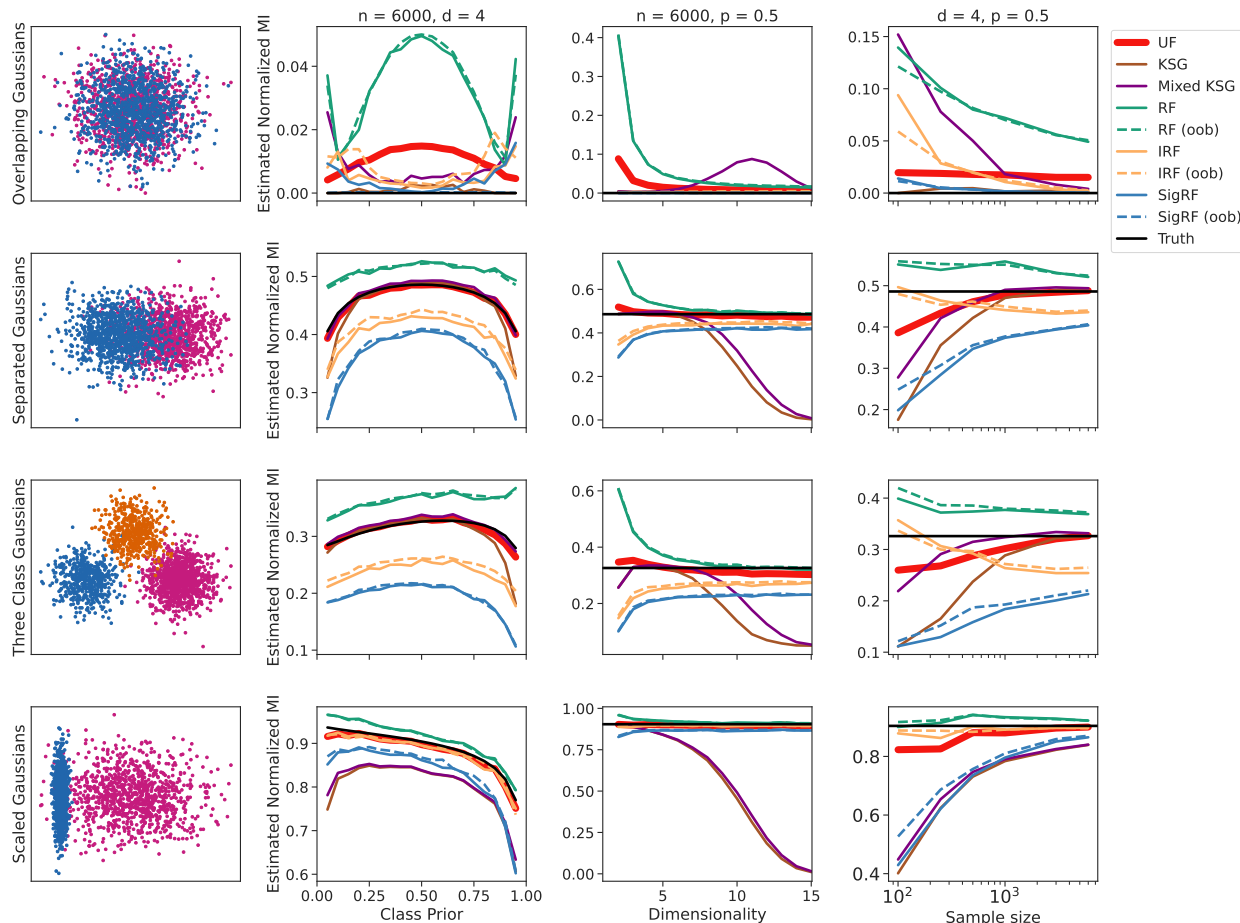 n = 6000, d = 4
n = 6000, p = 0.5
d = 4, p = 0.5
Overlapping Gaussians
Estimated Normalized MI
0.04
0.02
0.00
0.4
0.3
0.2
0.1
0.0
0.15
0.10
0.05
0.00
UF
KSG
Mixed KSG
RF
RF (oob)
IRF
IRF (oob)
SigRF
SigRF (oob)
Truth
Separated Gaussians
Estimated Normalized MI
0.5
0.4
0.3
0.6
0.4
0.2
0.0
0.5
0.4
0.3
0.2
Three Class Gaussians
Estimated Normalized MI
0.3
0.2
0.1
0.6
0.4
0.2
0.4
0.3
0.2
0.1
Scaled Gaussians
Estimated Normalized MI
0.9
0.8
0.7
0.6
1.00
0.75
0.50
0.25
0.00
0.8
0.6
0.4
0.00 0.25 0.50 0.75 1.00
Class Prior
5 10 15
Dimensionality
10² 10³
Sample size